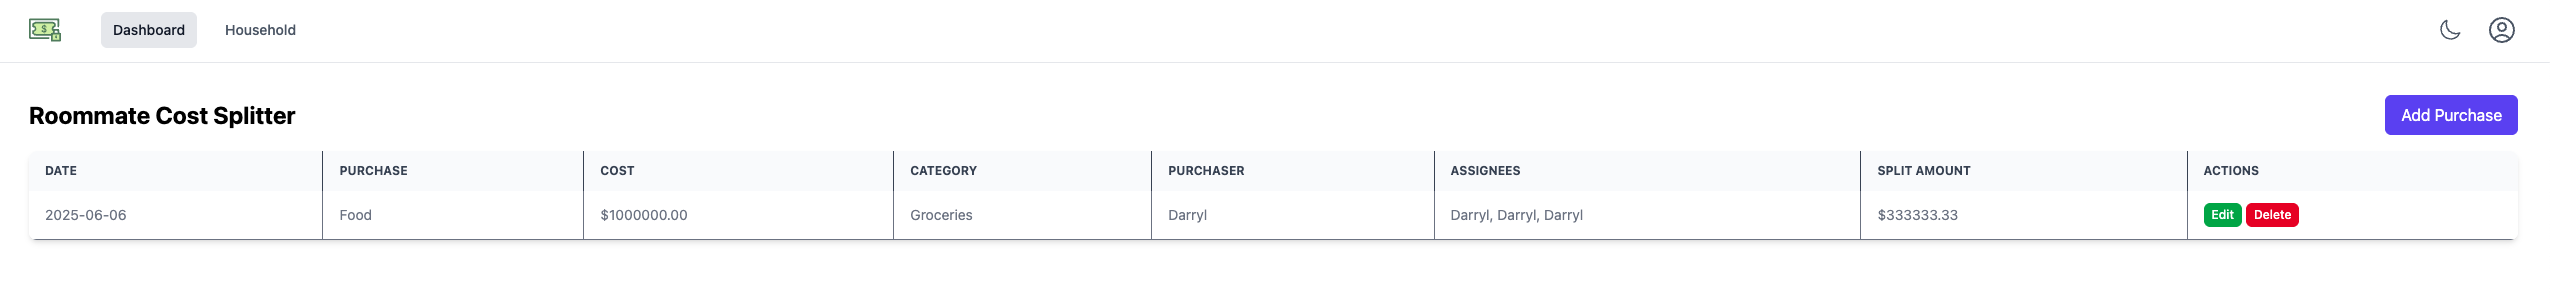 $
Dashboard Household
Roommate Cost Splitter
Add Purchase
DATE PURCHASE COST CATEGORY PURCHASER ASSIGNEES SPLIT AMOUNT ACTIONS
2025-06-06 Food $1000000.00 Groceries Darryl Darryl, Darryl, Darryl $333333.33 Edit Delete